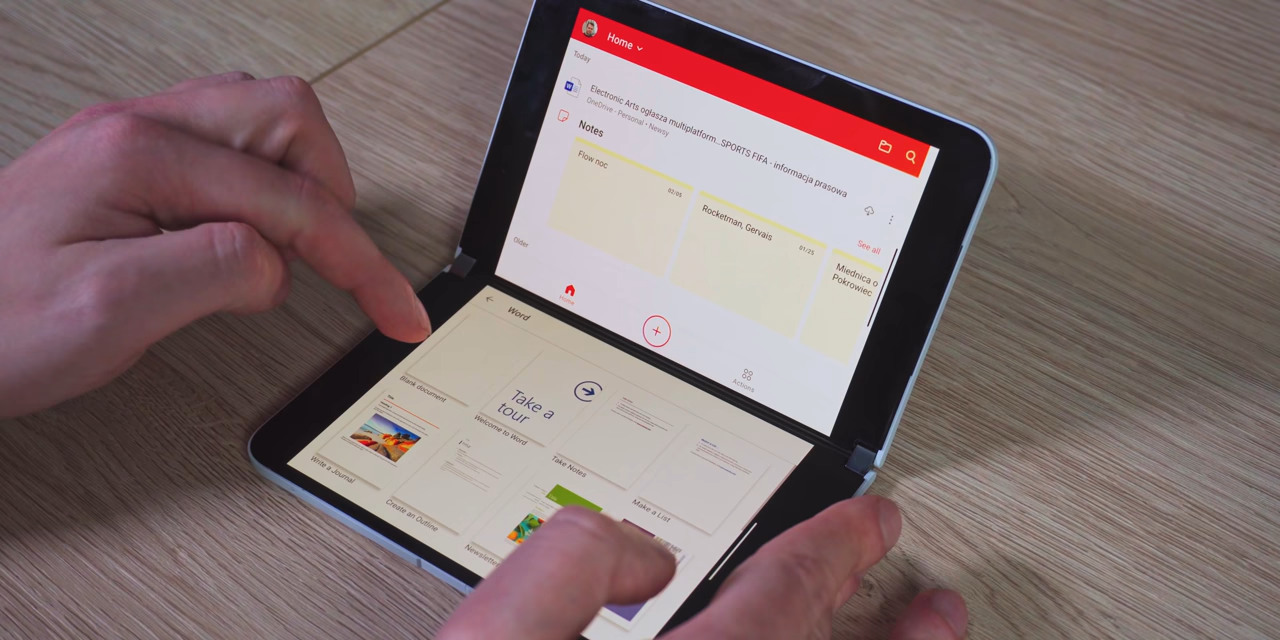 Home
Today
Electronic Arts ogłasza multiplatform...SPORTS FIFA - informacja prasowa
OneDrive - Personal • Newsy
Notes
See all
Flow noc
02/05
Rocketman, Gervais
01/25
Miednica o
Pokrowiec
Older
Home
Actions
Word
Blank document
Take a
tour
Welcome to Word
Take Notes
Make a List
Write a Journal
Create an Outline